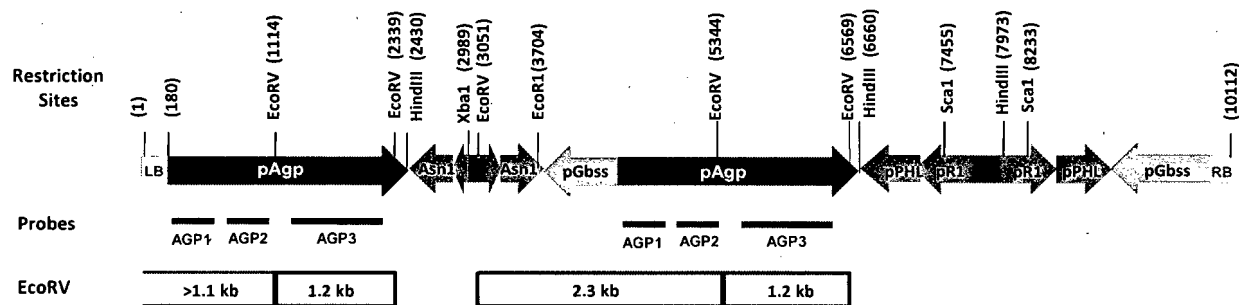 Restriction Sites
(1)
(180)
EcoRV (1114)
EcoRV (2339)
HindIII (2430)
Xba1 (2989)
EcoRV (3051)
EcoR1 (3704)
EcoRV (5344)
EcoRV (6569)
HindIII (6660)
Sca1 (7455)
HindIII (7973)
Sca1 (8233)
(10112)
LB pAgp Asn1 Asn1 pGbss pAgp pPHL pR1 pR1 pPHL pGbss RB
Probes
AGP1 AGP2 AGP3 AGP1 AGP2 AGP3
EcoRV >1.1 kb 1.2 kb 2.3 kb 1.2 kb